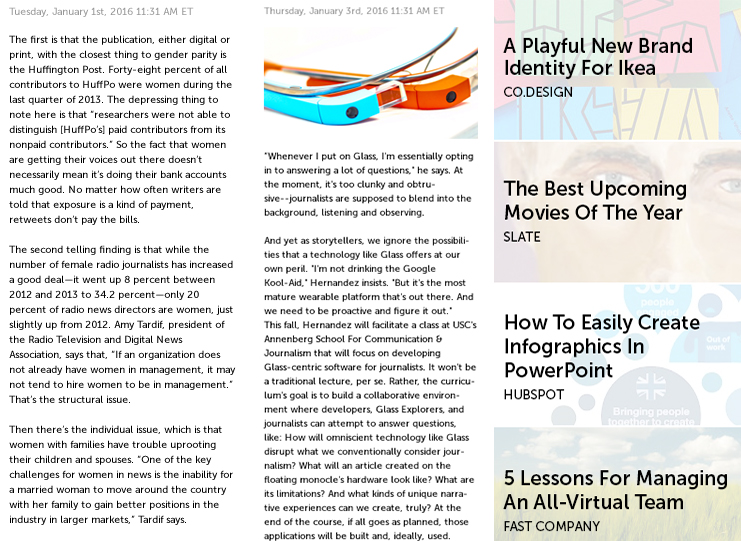 Tuesday, January 1st, 2016 11:31 AM ET
The first is that the publication, either digital or
print, with the closest thing to gender parity is
the Huffington Post. Forty-eight percent of all
contributors to HuffPo were women during the
last quarter of 2013. The depressing thing to
note here is that "researchers were not able to
distinguish [HuffPo's] paid contributors from its
nonpaid contributors." So the fact that women
are getting their voices out there doesn't
necessarily mean it's doing their bank accounts
much good. No matter how often writers are
told that exposure is a kind of payment,
retweets don't pay the bills.
The second telling finding is that while the
number of female radio journalists has increased
a good deal—it went up 8 percent between
2012 and 2013 to 34.2 percent—only 20
percent of radio news directors are women, just
slightly up from 2012. Amy Tardif, president of
the Radio Television and Digital News
Association, says that, "If an organization does
not already have women in management, it may
not tend to hire women to be in management."
That's the structural issue.
Then there's the individual issue, which is that
women with families have trouble uprooting
their children and spouses. "One of the key
challenges for women in news is the inability for
a married woman to move around the country
with her family to gain better positions in the
industry in larger markets," Tardif says.
Thursday, January 3rd, 2016 11:31 AM ET
"Whenever I put on Glass, I'm essentially opting
in to answering a lot of questions," he says. At
the moment, it's too clunky and obtru-
sive--journalists are supposed to blend into the
background, listening and observing.
And yet as storytellers, we ignore the possibili-
ties that a technology like Glass offers at our
own peril. "I'm not drinking the Google
Kool-Aid," Hernandez insists. "But it's the most
mature wearable platform that's out there. And
we need to be proactive and figure it out."
This fall, Hernandez will facilitate a class at USC's
Annenberg School For Communication &
Journalism that will focus on developing
Glass-centric software for journalists. It won't be
a traditional lecture, per se. Rather, the curricu-
lum's goal is to build a collaborative environ-
ment where developers, Glass Explorers, and
journalists can attempt to answer questions,
like: How will omniscient technology like Glass
disrupt what we conventionally consider jour-
nalism? What will an article created on the
floating monocle's hardware look like? What are
its limitations? And what kinds of unique narra-
tive experiences can we create, truly? At the
end of the course, if all goes as planned, those
applications will be built and, ideally, used.
A Playful New Brand
Identity For Ikea
CO.DESIGN
The Best Upcoming
Movies Of The Year
SLATE
300
people
How To Easily Create
Infographics In
PowerPoint
HUBSPOT
Out of
work
Bringing people
together to create
5 Lessons For Managing
An All-Virtual Team
FAST COMPANY